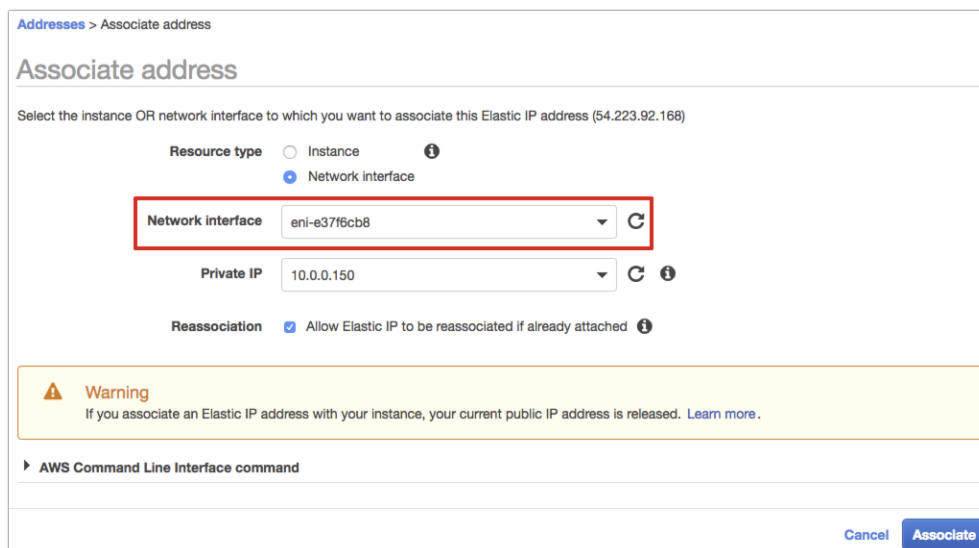 Addresses > Associate address
Associate address
Select the instance OR network interface to which you want to associate this Elastic IP address (54.223.92.168)
Resource type
Instance
Network interface
Network interface
eni-e37f6cb8
Private IP
10.0.0.150
Reassociation
Allow Elastic IP to be reassociated if already attached
Warning
If you associate an Elastic IP address with your instance, your current public IP address is released. Learn more.
AWS Command Line Interface command
Cancel
Associate